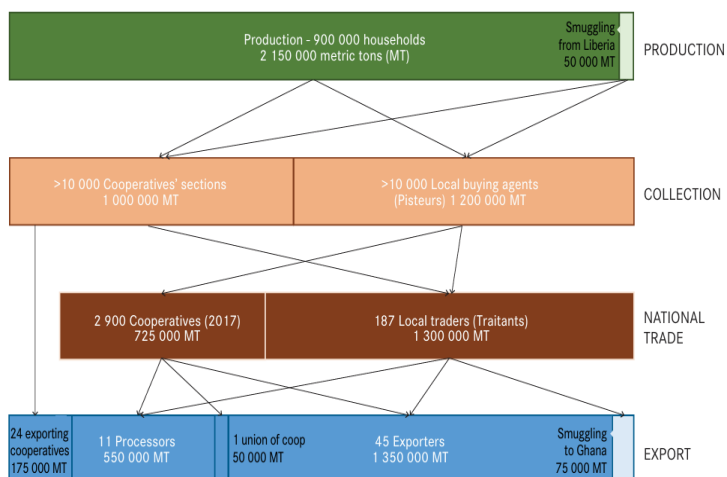 Production - 900 000 households
2 150 000 metric tons (MT)
Smuggling
from Liberia
50 000 MT
PRODUCTION
>10 000 Cooperatives' sections
1 000 000 MT
>10 000 Local buying agents
(Pisteurs) 1 200 000 MT
COLLECTION
2 900 Cooperatives (2017)
725 000 MT
187 Local traders (Traitants)
1 300 000 MT
NATIONAL
TRADE
24 exporting
cooperatives
175 000 MT
11 Processors
550 000 MT
1 union of coop
50 000 MT
45 Exporters
1 350 000 MT
Smuggling
to Ghana
75 000 MT
EXPORT